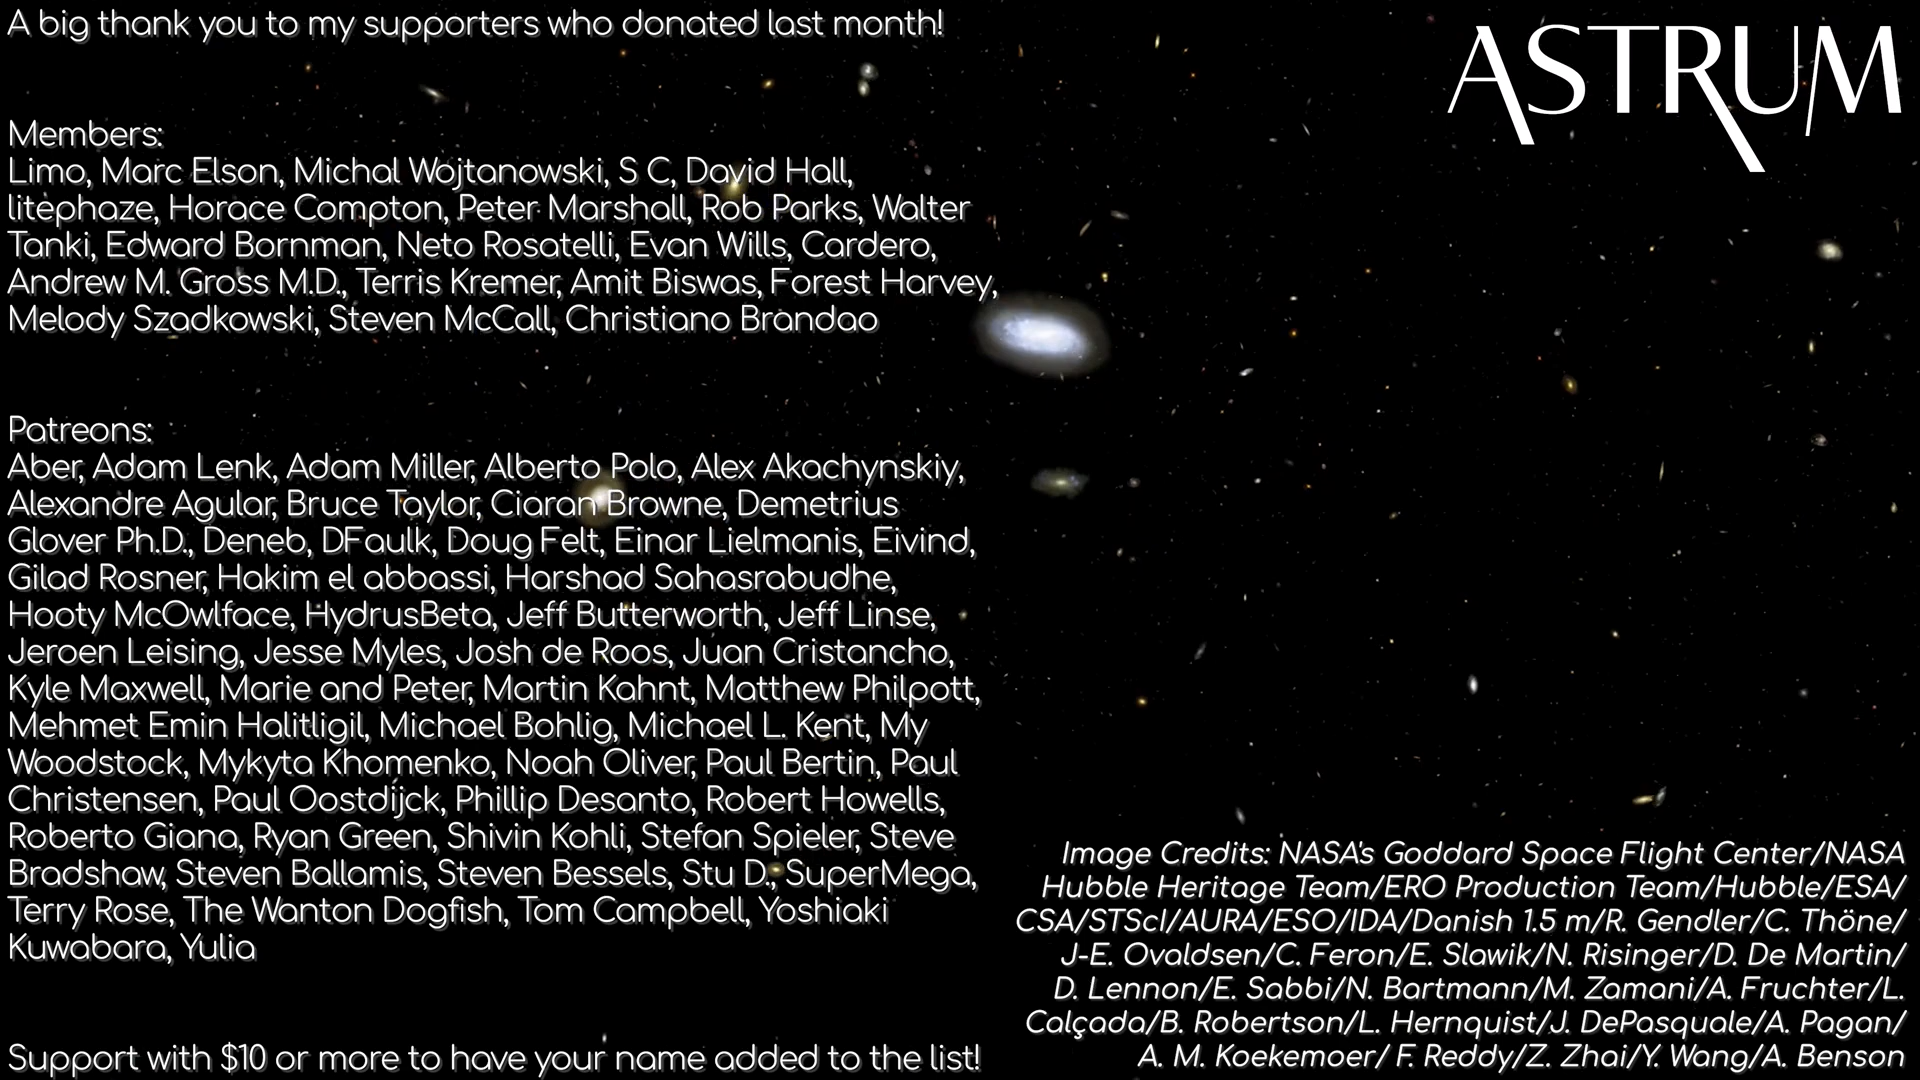 A big thank you to my supporters who donated last month!
Members:
Limo, Marc Elson, Michal Wojtanowski, S C, David Hall,
litephaze, Horace Compton, Peter Marshall, Rob Parks, Walter
Tanki, Edward Bornman, Neto Rosatelli, Evan Wills, Cardero,
Andrew M. Gross M.D., Terris Kremer, Amit Biswas, Forest Harvey,
Melody Szadkowski, Steven McCall, Christiano Brandao
Patreons:
Aber, Adam Lenk, Adam Miller, Alberto Polo, Alex Akachynskiy,
Alexandre Agular, Bruce Taylor, Ciaran Browne, Demetrius
Glover Ph.D., Deneb, DFaulk, Doug Felt, Einar Lielmanis, Eivind,
Gilad Rosner, Hakim el abbassi, Harshad Sahasrabudhe,
Hooty McOwlface, HydrusBeta, Jeff Butterworth, Jeff Linse,
Jeroen Leising, Jesse Myles, Josh de Roos, Juan Cristancho,
Kyle Maxwell, Marie and Peter, Martin Kahnt, Matthew Philpott,
Mehmet Emin Halitligil, Michael Bohlig, Michael L. Kent, My
Woodstock, Mykyta Khomenko, Noah Oliver, Paul Bertin, Paul
Christensen, Paul Oostdijck, Phillip Desanto, Robert Howells,
Roberto Giana, Ryan Green, Shivin Kohli, Stefan Spieler, Steve
Bradshaw, Steven Ballamis, Steven Bessels, Stu D., SuperMega,
Terry Rose, The Wanton Dogfish, Tom Campbell, Yoshiaki
Kuwabara, Yulia
Support with $10 or more to have your name added to the list!
ASTRUM
Image Credits: NASA's Goddard Space Flight Center/NASA
Hubble Heritage Team/ERO Production Team/Hubble/ESA/
CSA/STScI/AURA/ESO/IDA/Danish 1.5 m/R. Gendler/C. Thöne/
J-E. Ovaldsen/C. Feron/E. Slawik/N. Risinger/D. De Martin/
D. Lennon/E. Sabbi/N. Bartmann/M. Zamani/A. Fruchter/L.
Calçada/B. Robertson/L. Hernquist/J. DePasquale/A. Pagan/
A. M. Koekemoer/ F. Reddy/Z. Zhai/Y. Wang/A. Benson